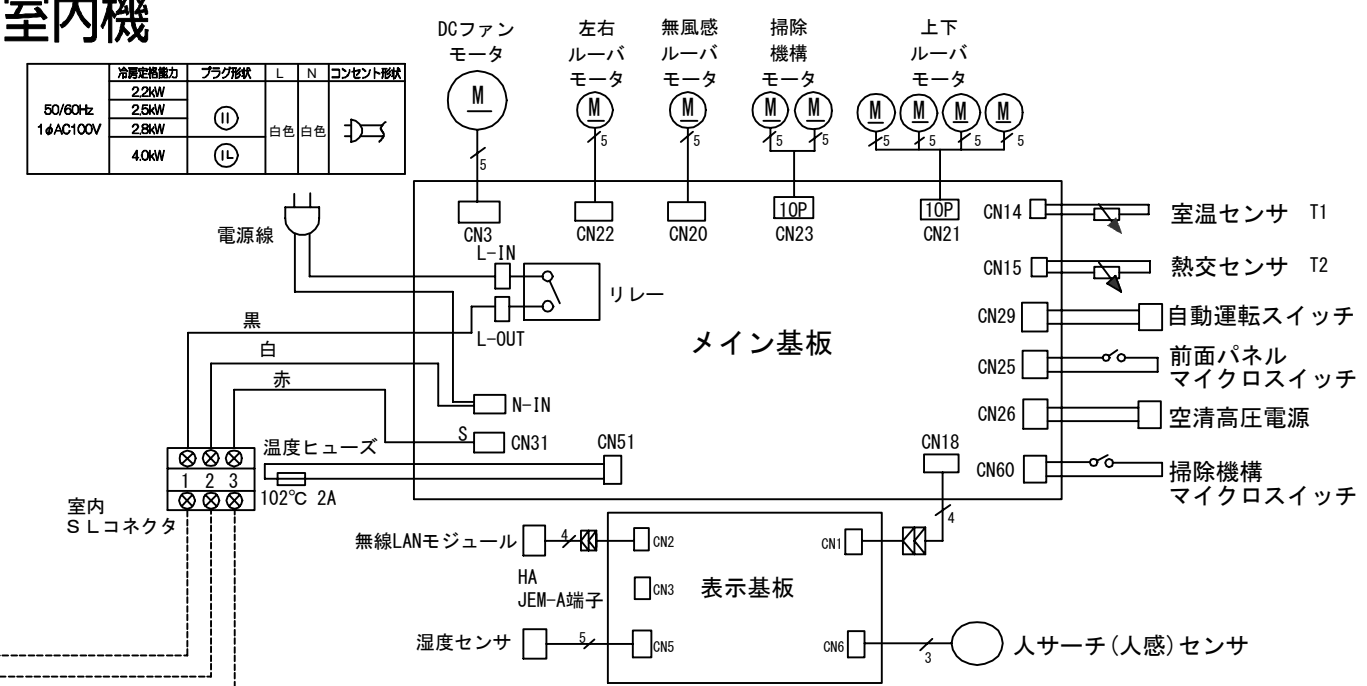 室内機
冷房定格能力 プラグ形状 L N コンセント形状
50/60Hz
1φAC100V
2.2kW
2.5kW
2.8kW
4.0kW
白色 白色
DCファン
モータ
左右
ルーバ
モータ
無風感
ルーバ
モータ
掃除
機構
モータ
上下
ルーバ
モータ
M M M M M M M M M
5 5 5 5 5 5 5 5 5
10P 10P
CN3 CN22 CN20 CN23 CN21
電源線
L-IN
リレー
L-OUT
黒
白
赤
N-IN
S CN31
温度ヒューズ
102℃ 2A
CN51
メイン基板
1 2 3
室内
SLコネクタ
CN14 室温センサ T1
CN15 熱交センサ T2
CN29 自動運転スイッチ
CN25 前面パネル
マイクロスイッチ
CN26 空清高圧電源
CN60 掃除機構
マイクロスイッチ
CN18
4
無線LANモジュール 4 CN2
CN1
HA
JEM-A端子
CN3 表示基板
湿度センサ 5 CN5
CN6 3 人サーチ(人感)センサ